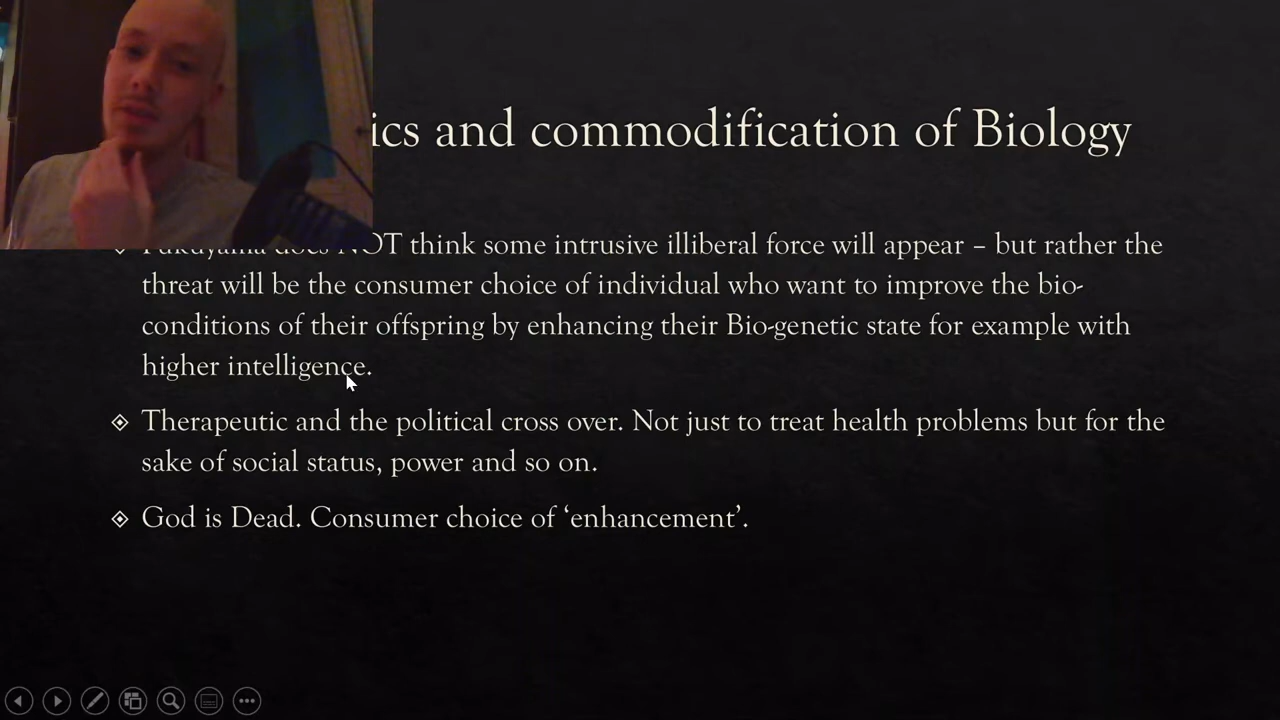 ics and commodification of Biology
Fukuyama does NOT think some intrusive illiberal force will appear – but rather the
threat will be the consumer choice of individual who want to improve the bio-
conditions of their offspring by enhancing their Bio-genetic state for example with
higher intelligence.
Therapeutic and the political cross over. Not just to treat health problems but for the
sake of social status, power and so on.
God is Dead. Consumer choice of ‘enhancement’.